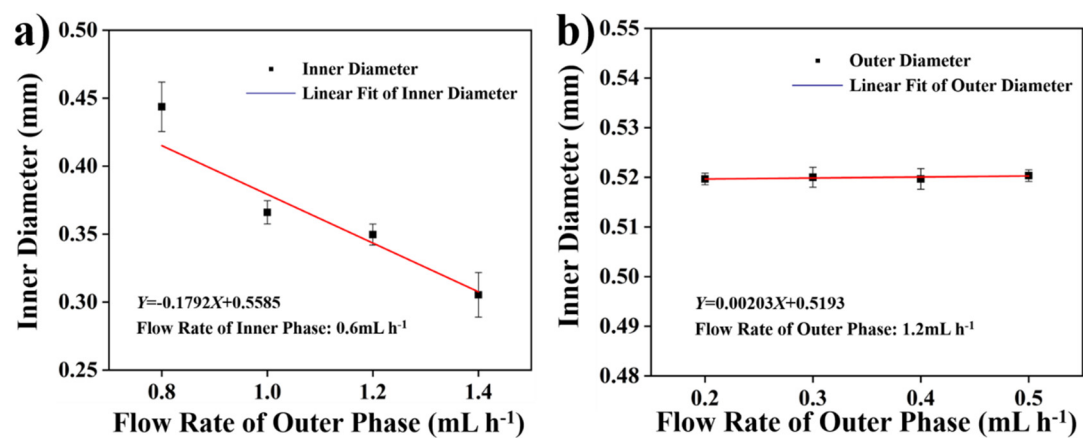 a)
Inner Diameter (mm)
0.50
0.45
0.40
0.35
0.30
0.25
Inner Diameter
Linear Fit of Inner Diameter
Y=-0.1792X+0.5585
Flow Rate of Inner Phase: 0.6mL h⁻¹
0.8 1.0 1.2 1.4
Flow Rate of Outer Phase (mL h⁻¹)
b)
Inner Diameter (mm)
0.55
0.54
0.53
0.52
0.51
0.50
0.49
0.48
Outer Diameter
Linear Fit of Outer Diameter
Y=0.00203X+0.5193
Flow Rate of Outer Phase: 1.2mL h⁻¹
0.2 0.3 0.4 0.5
Flow Rate of Outer Phase (mL h⁻¹)